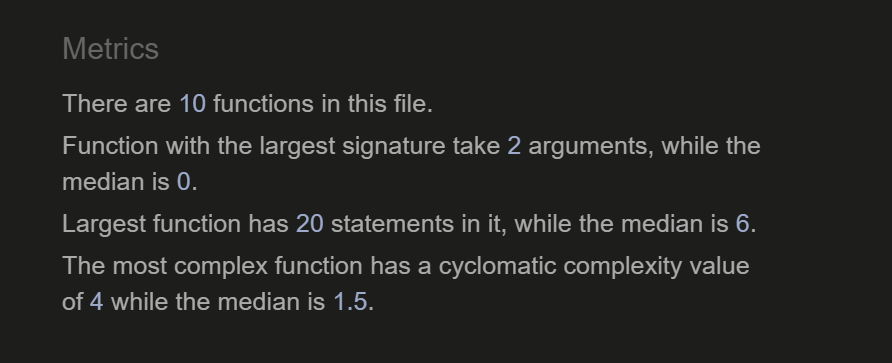 Metrics
There are 10 functions in this file.
Function with the largest signature take 2 arguments, while the
median is 0.
Largest function has 20 statements in it, while the median is 6.
The most complex function has a cyclomatic complexity value
of 4 while the median is 1.5.